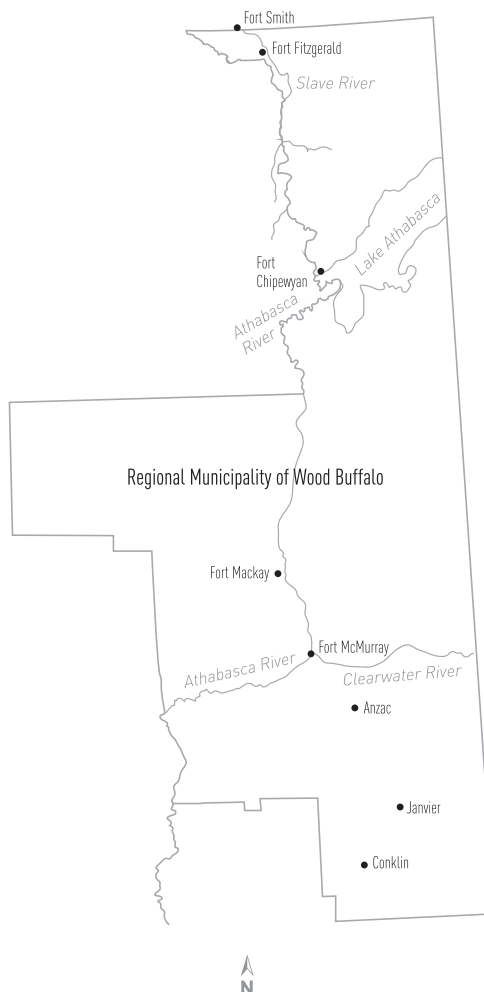 Fort Smith
Fort Fitzgerald
Slave River
Lake Athabasca
Fort
Chipewyan
Athabasca
River
Regional Municipality of Wood Buffalo
Fort Mackay
Fort McMurray
Athabasca River
Clearwater River
Anzac
Janvier
Conklin
N